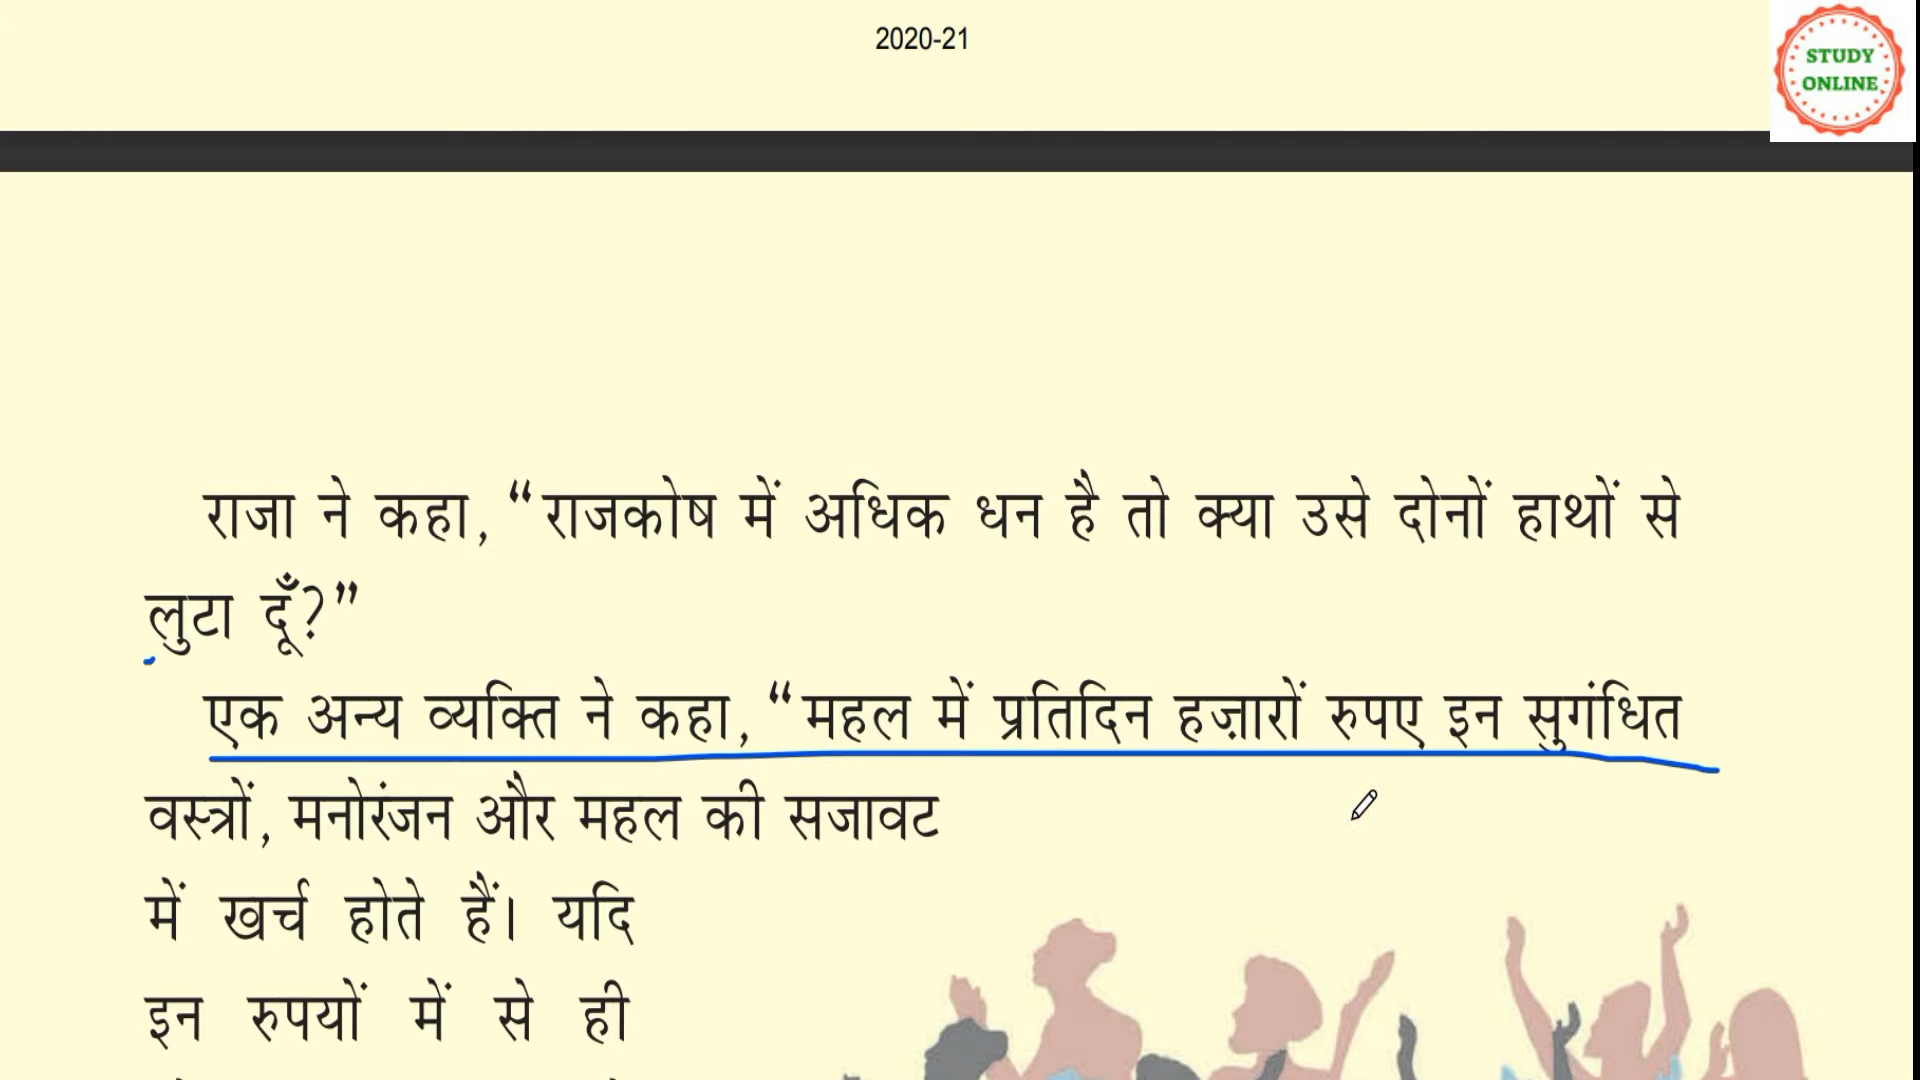 2020-21
STUDY
ONLINE
राजा ने कहा, “राजकोष में अधिक धन है तो क्या उसे दोनों हाथों से
लुटा दूँ?”
एक अन्य व्यक्ति ने कहा, “महल में प्रतिदिन हज़ारों रुपए इन सुगंधित
वस्त्रों, मनोरंजन और महल की सजावट
में खर्च होते हैं। यदि
इन रुपयों में से ही